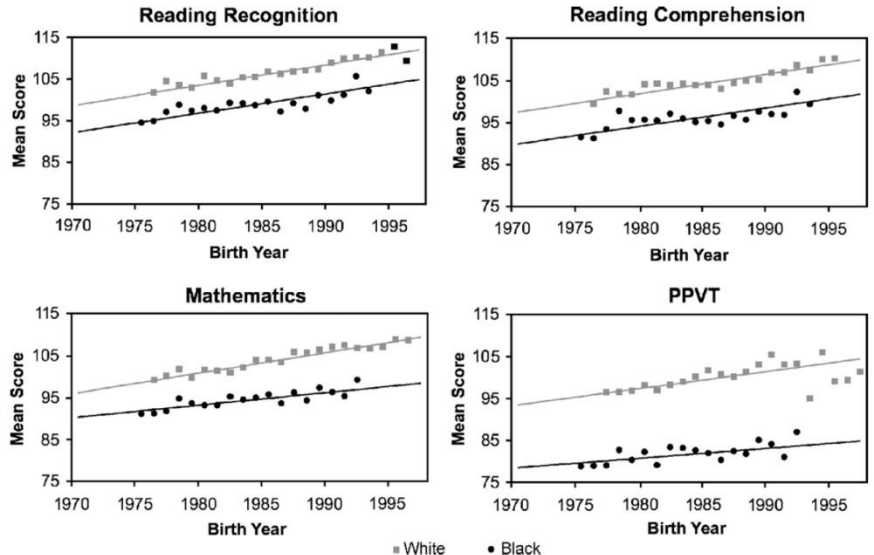 Reading Recognition
115
105
95
85
75
Mean Score
1970 1975 1980 1985 1990 1995
Birth Year
Reading Comprehension
115
105
95
85
75
Mean Score
1970 1975 1980 1985 1990 1995
Birth Year
Mathematics
115
105
95
85
75
Mean Score
1970 1975 1980 1985 1990 1995
Birth Year
PPVT
115
105
95
85
75
Mean Score
1970 1975 1980 1985 1990 1995
Birth Year
White Black